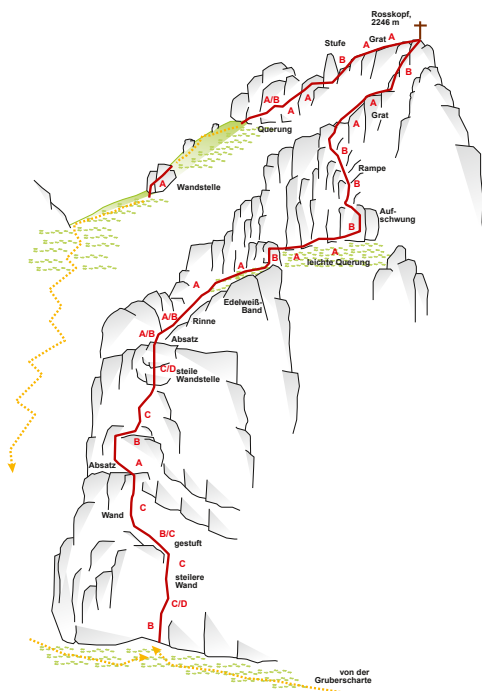 Rosskopf,
2246 m
Grat
A
A
Stufe
B
B
A
A/B
A
A
Grat
Querung
A
B
Rampe
A
Wandstelle
B
Auf-
schwung
B
A
A
B
leichte Querung
A
A
Edelweiß-
Band
A/B
Rinne
A/B
Absatz
C/D
steile
Wandstelle
C
B
Absatz
A
Wand
C
B/C
gestuft
C
steilere
Wand
C/D
B
von der
Gruberscharte